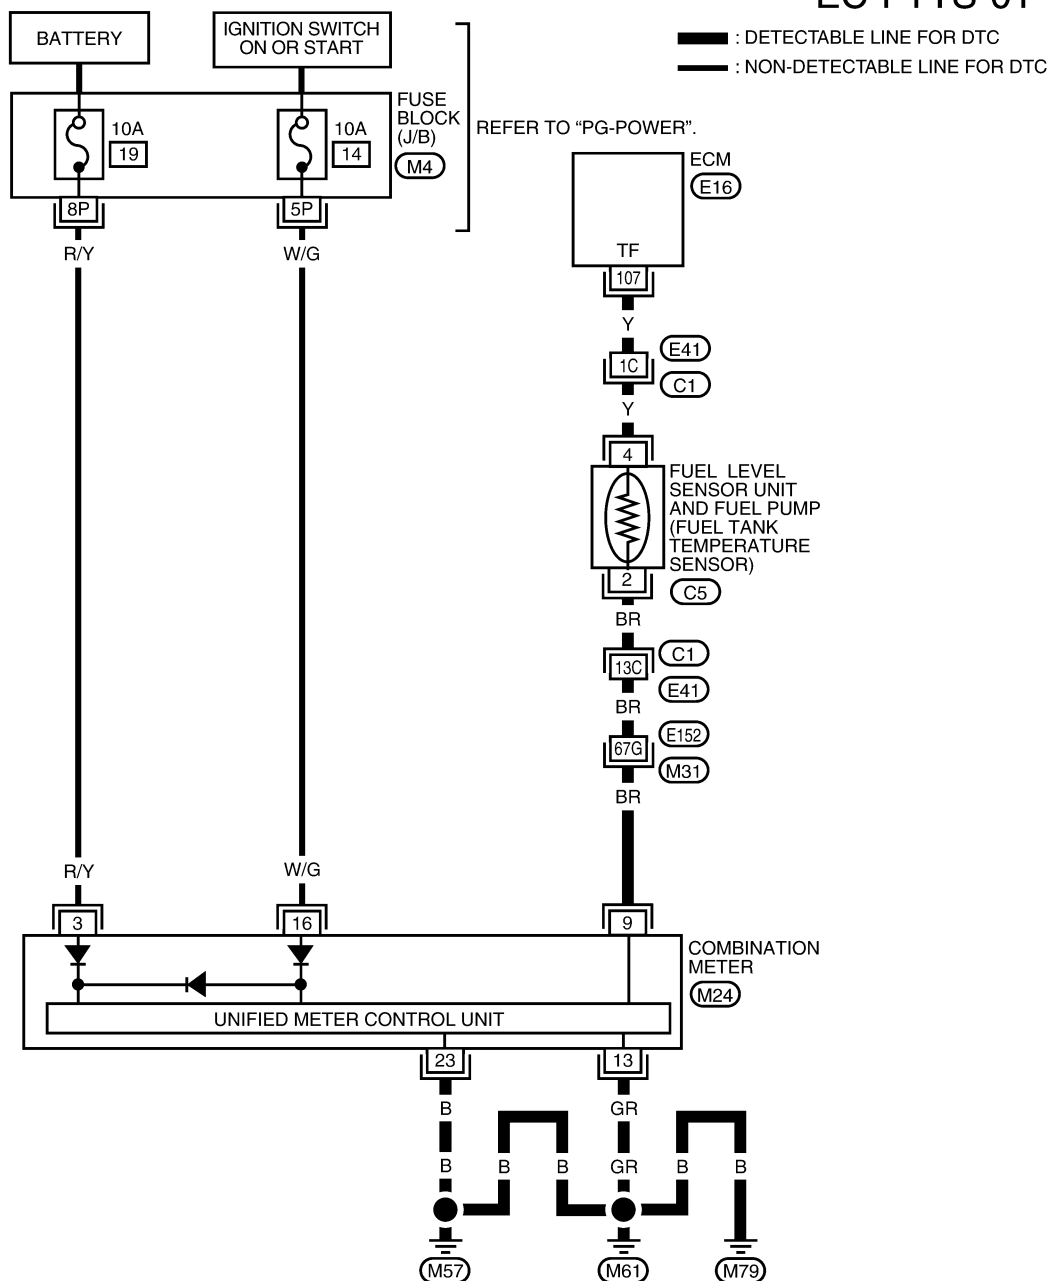 BATTERY
IGNITION SWITCH
ON OR START
: DETECTABLE LINE FOR DTC
: NON-DETECTABLE LINE FOR DTC
FUSE
BLOCK
(J/B)
M4
10A
19
10A
14
REFER TO “PG-POWER”.
8P
5P
R/Y
W/G
ECM
E16
TF
107
Y
E41
1C
C1
Y
4
FUEL LEVEL
SENSOR UNIT
AND FUEL PUMP
(FUEL TANK
TEMPERATURE
SENSOR)
2
C5
BR
C1
13C
E41
BR
E152
67G
M31
BR
R/Y
W/G
3
16
9
COMBINATION
METER
M24
UNIFIED METER CONTROL UNIT
23
13
B
GR
B
B
B
GR
B
B
M57
M61
M79